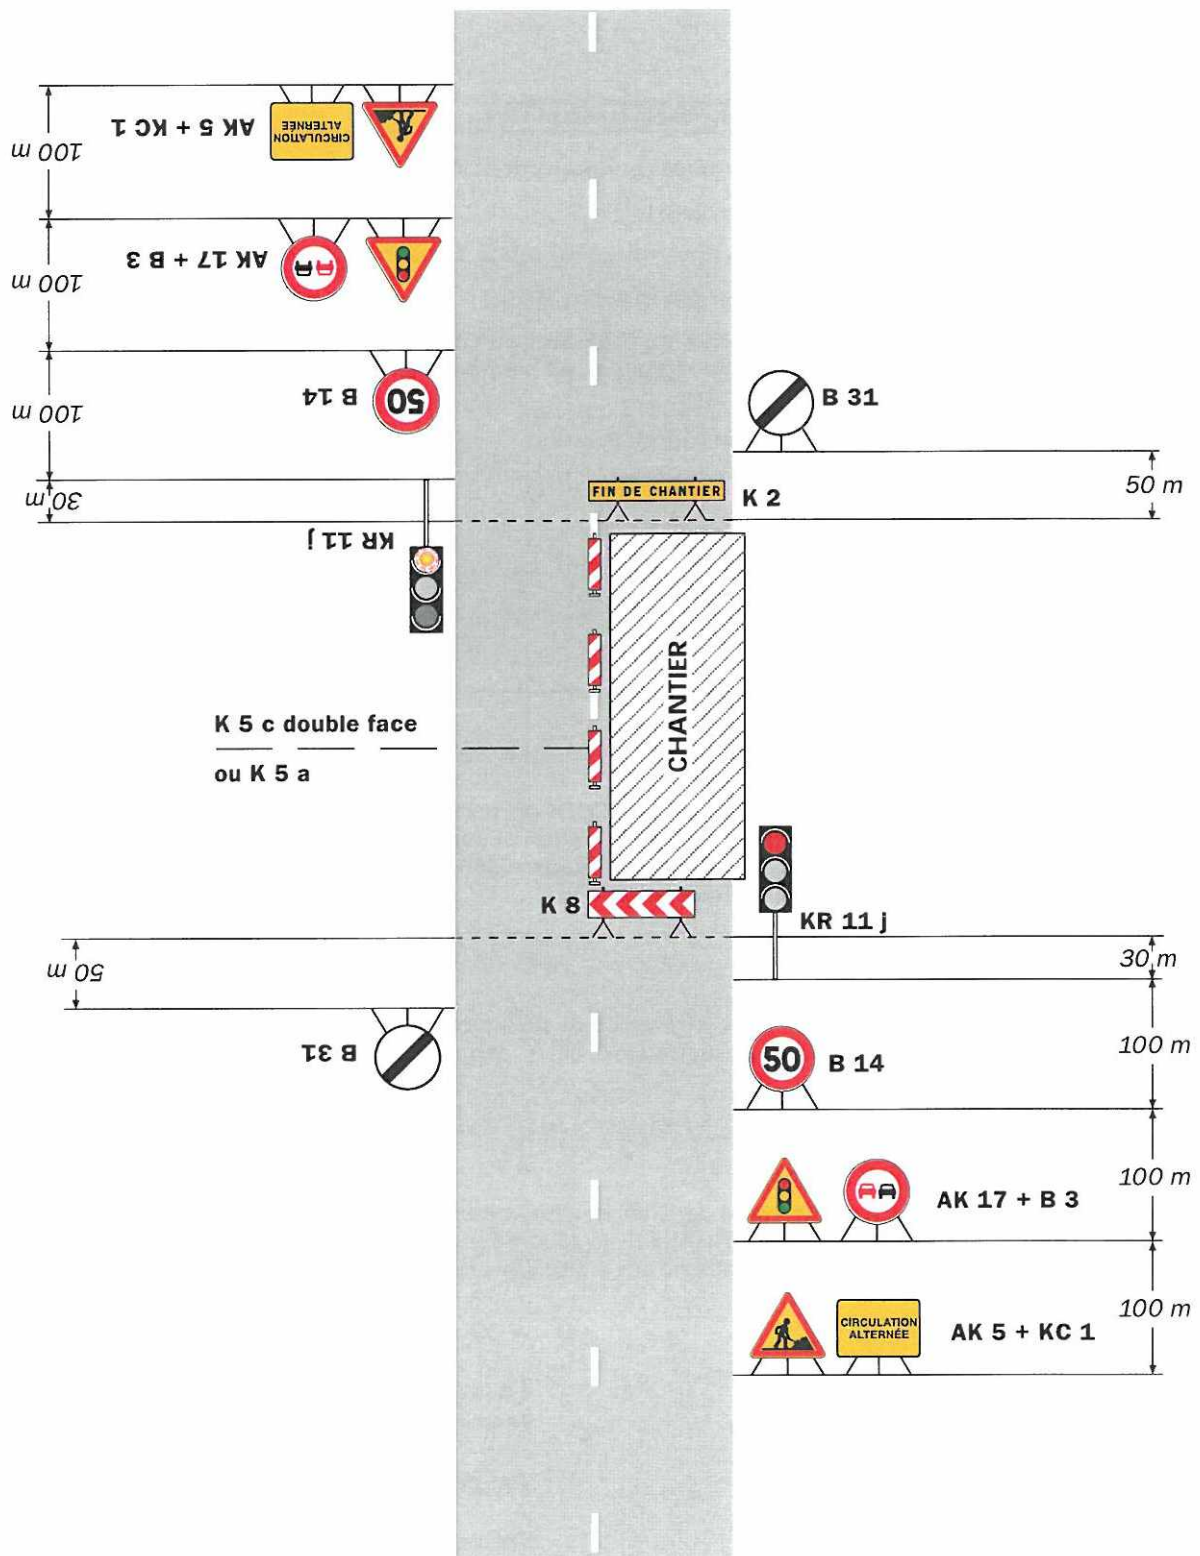 AK 5 + KC 1
CIRCULATION
ALTERNÉE
100 m
AK 17 + B 3
100 m
B 14
50
100 m
30 m
KR 11 j
B 31
50 m
FIN DE CHANTIER
K 2
CHANTIER
K 5 c double face
ou K 5 a
K 8
KR 11 j
30 m
50 m
B 31
50
B 14
100 m
AK 17 + B 3
100 m
CIRCULATION
ALTERNÉE
AK 5 + KC 1
100 m